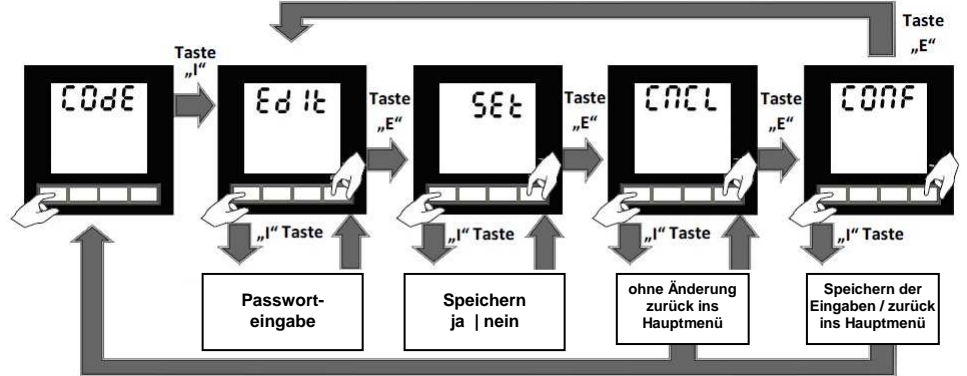 Taste
„E“
Taste
„I“
COdE
EdIt
Taste
„E“
SEt
Taste
„E“
CnCL
Taste
„E“
COnF
„I“ Taste
„I“ Taste
„I“ Taste
„I“ Taste
Passwort-
eingabe
Speichern
ja | nein
ohne Änderung
zurück ins
Hauptmenü
Speichern der
Eingaben / zurück
ins Hauptmenü